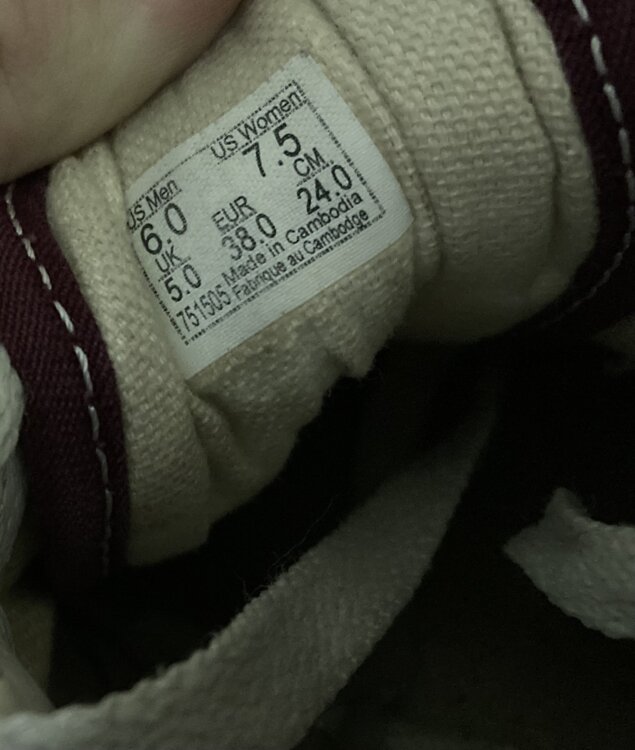 US Men US Women
6.0 7.5
UK EUR CM
5.0 38.0 24.0
751505 Made in Cambodia
Fabrique au Cambodge